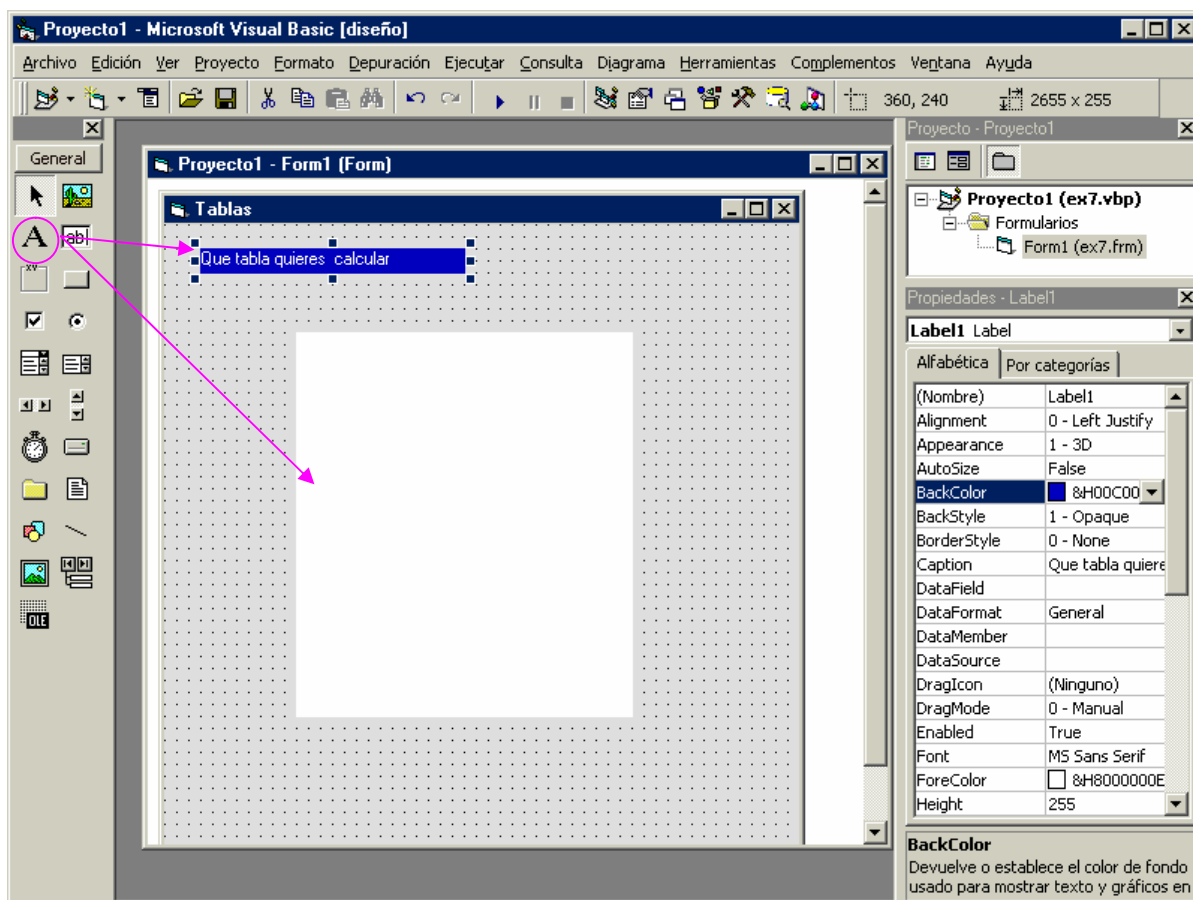 Proyecto1 - Microsoft Visual Basic [diseño]
Archivo Edición Ver Proyecto Formato Depuración Ejecutar Consulta Diagrama Herramientas Complementos Ventana Ayuda
360, 240 2655 x 255
General
A
ab|
XY
OLE
Proyecto1 - Form1 (Form)
Tablas
Que tabla quieres calcular
Proyecto - Proyecto1
Proyecto1 (ex7.vbp)
Formularios
Form1 (ex7.frm)
Propiedades - Label1
Label1 Label
Alfabética Por categorías
(Nombre) Label1
Alignment 0 - Left Justify
Appearance 1 - 3D
AutoSize False
BackColor &H00C00
BackStyle 1 - Opaque
BorderStyle 0 - None
Caption Que tabla quiere
DataField
DataFormat General
DataMember
DataSource
DragIcon (Ninguno)
DragMode 0 - Manual
Enabled True
Font MS Sans Serif
ForeColor &H8000000E
Height 255
BackColor
Devuelve o establece el color de fondo
usado para mostrar texto y gráficos en